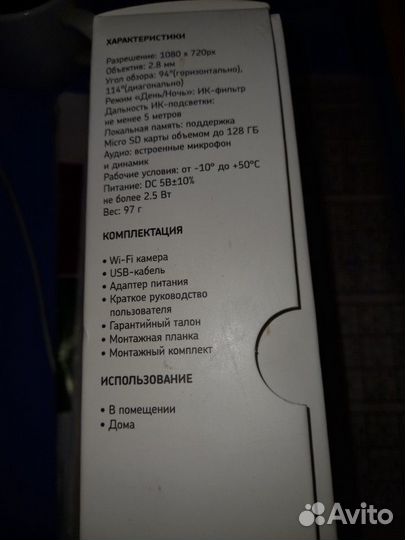 ХАРАКТЕРИСТИКИ
Разрешение: 1080 x 720px
Объектив: 2.8 мм
Угол обзора: 94°(горизонтально),
114°(диагонально)
Режим «День/Ночь»: ИК-фильтр
Дальность ИК-подсветки:
не менее 5 метров
Локальная память: поддержка
Micro SD карты объемом до 128 ГБ
Аудио: встроенные микрофон
и динамик
Рабочие условия: от -10° до +50°C
Питание: DC 5В±10%
не более 2.5 Вт
Вес: 97 г
КОМПЛЕКТАЦИЯ
• Wi-Fi камера
• USB-кабель
• Адаптер питания
• Краткое руководство
пользователя
• Гарантийный талон
• Монтажная планка
• Монтажный комплект
ИСПОЛЬЗОВАНИЕ
• В помещении
• Дома
Avito